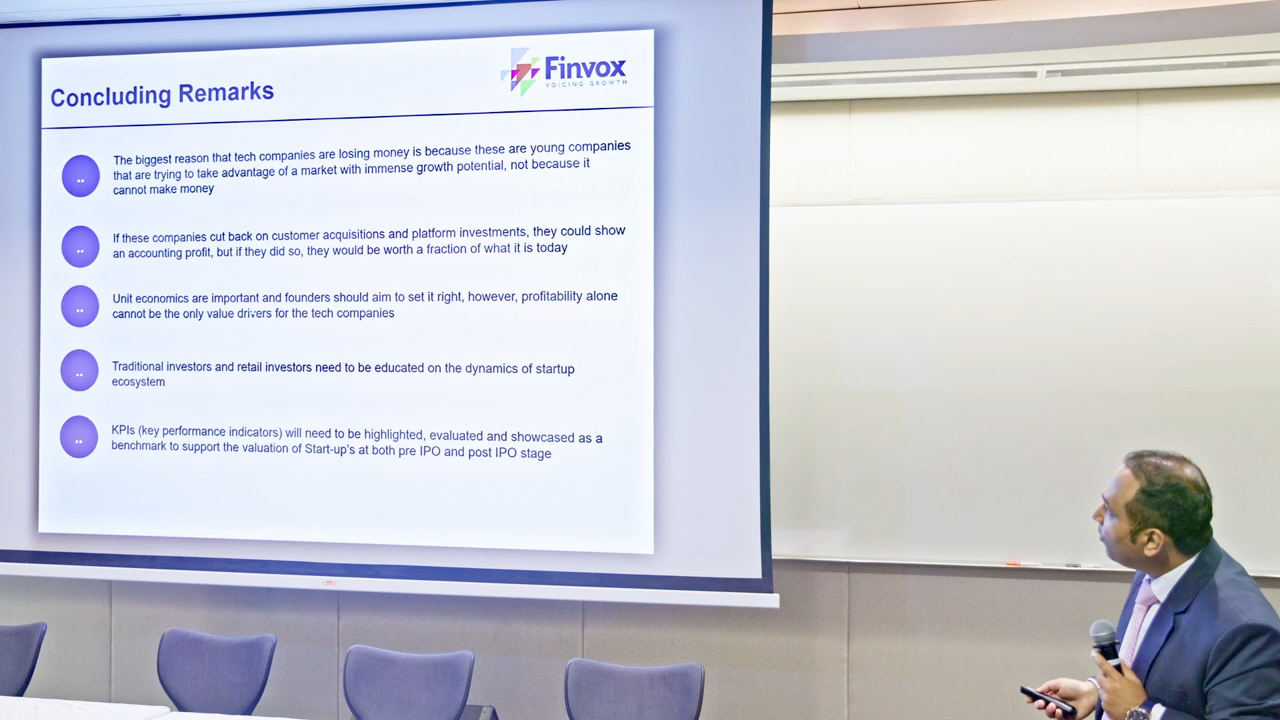 Finvox
VOICING GROWTH
Concluding Remarks
The biggest reason that tech companies are losing money is because these are young companies
that are trying to take advantage of a market with immense growth potential, not because it
cannot make money
If these companies cut back on customer acquisitions and platform investments, they could show
an accounting profit, but if they did so, they would be worth a fraction of what it is today
Unit economics are important and founders should aim to set it right, however, profitability alone
cannot be the only value drivers for the tech companies
Traditional investors and retail investors need to be educated on the dynamics of startup
ecosystem
KPIs (key performance indicators) will need to be highlighted, evaluated and showcased as a
benchmark to support the valuation of Start-up's at both pre IPO and post IPO stage